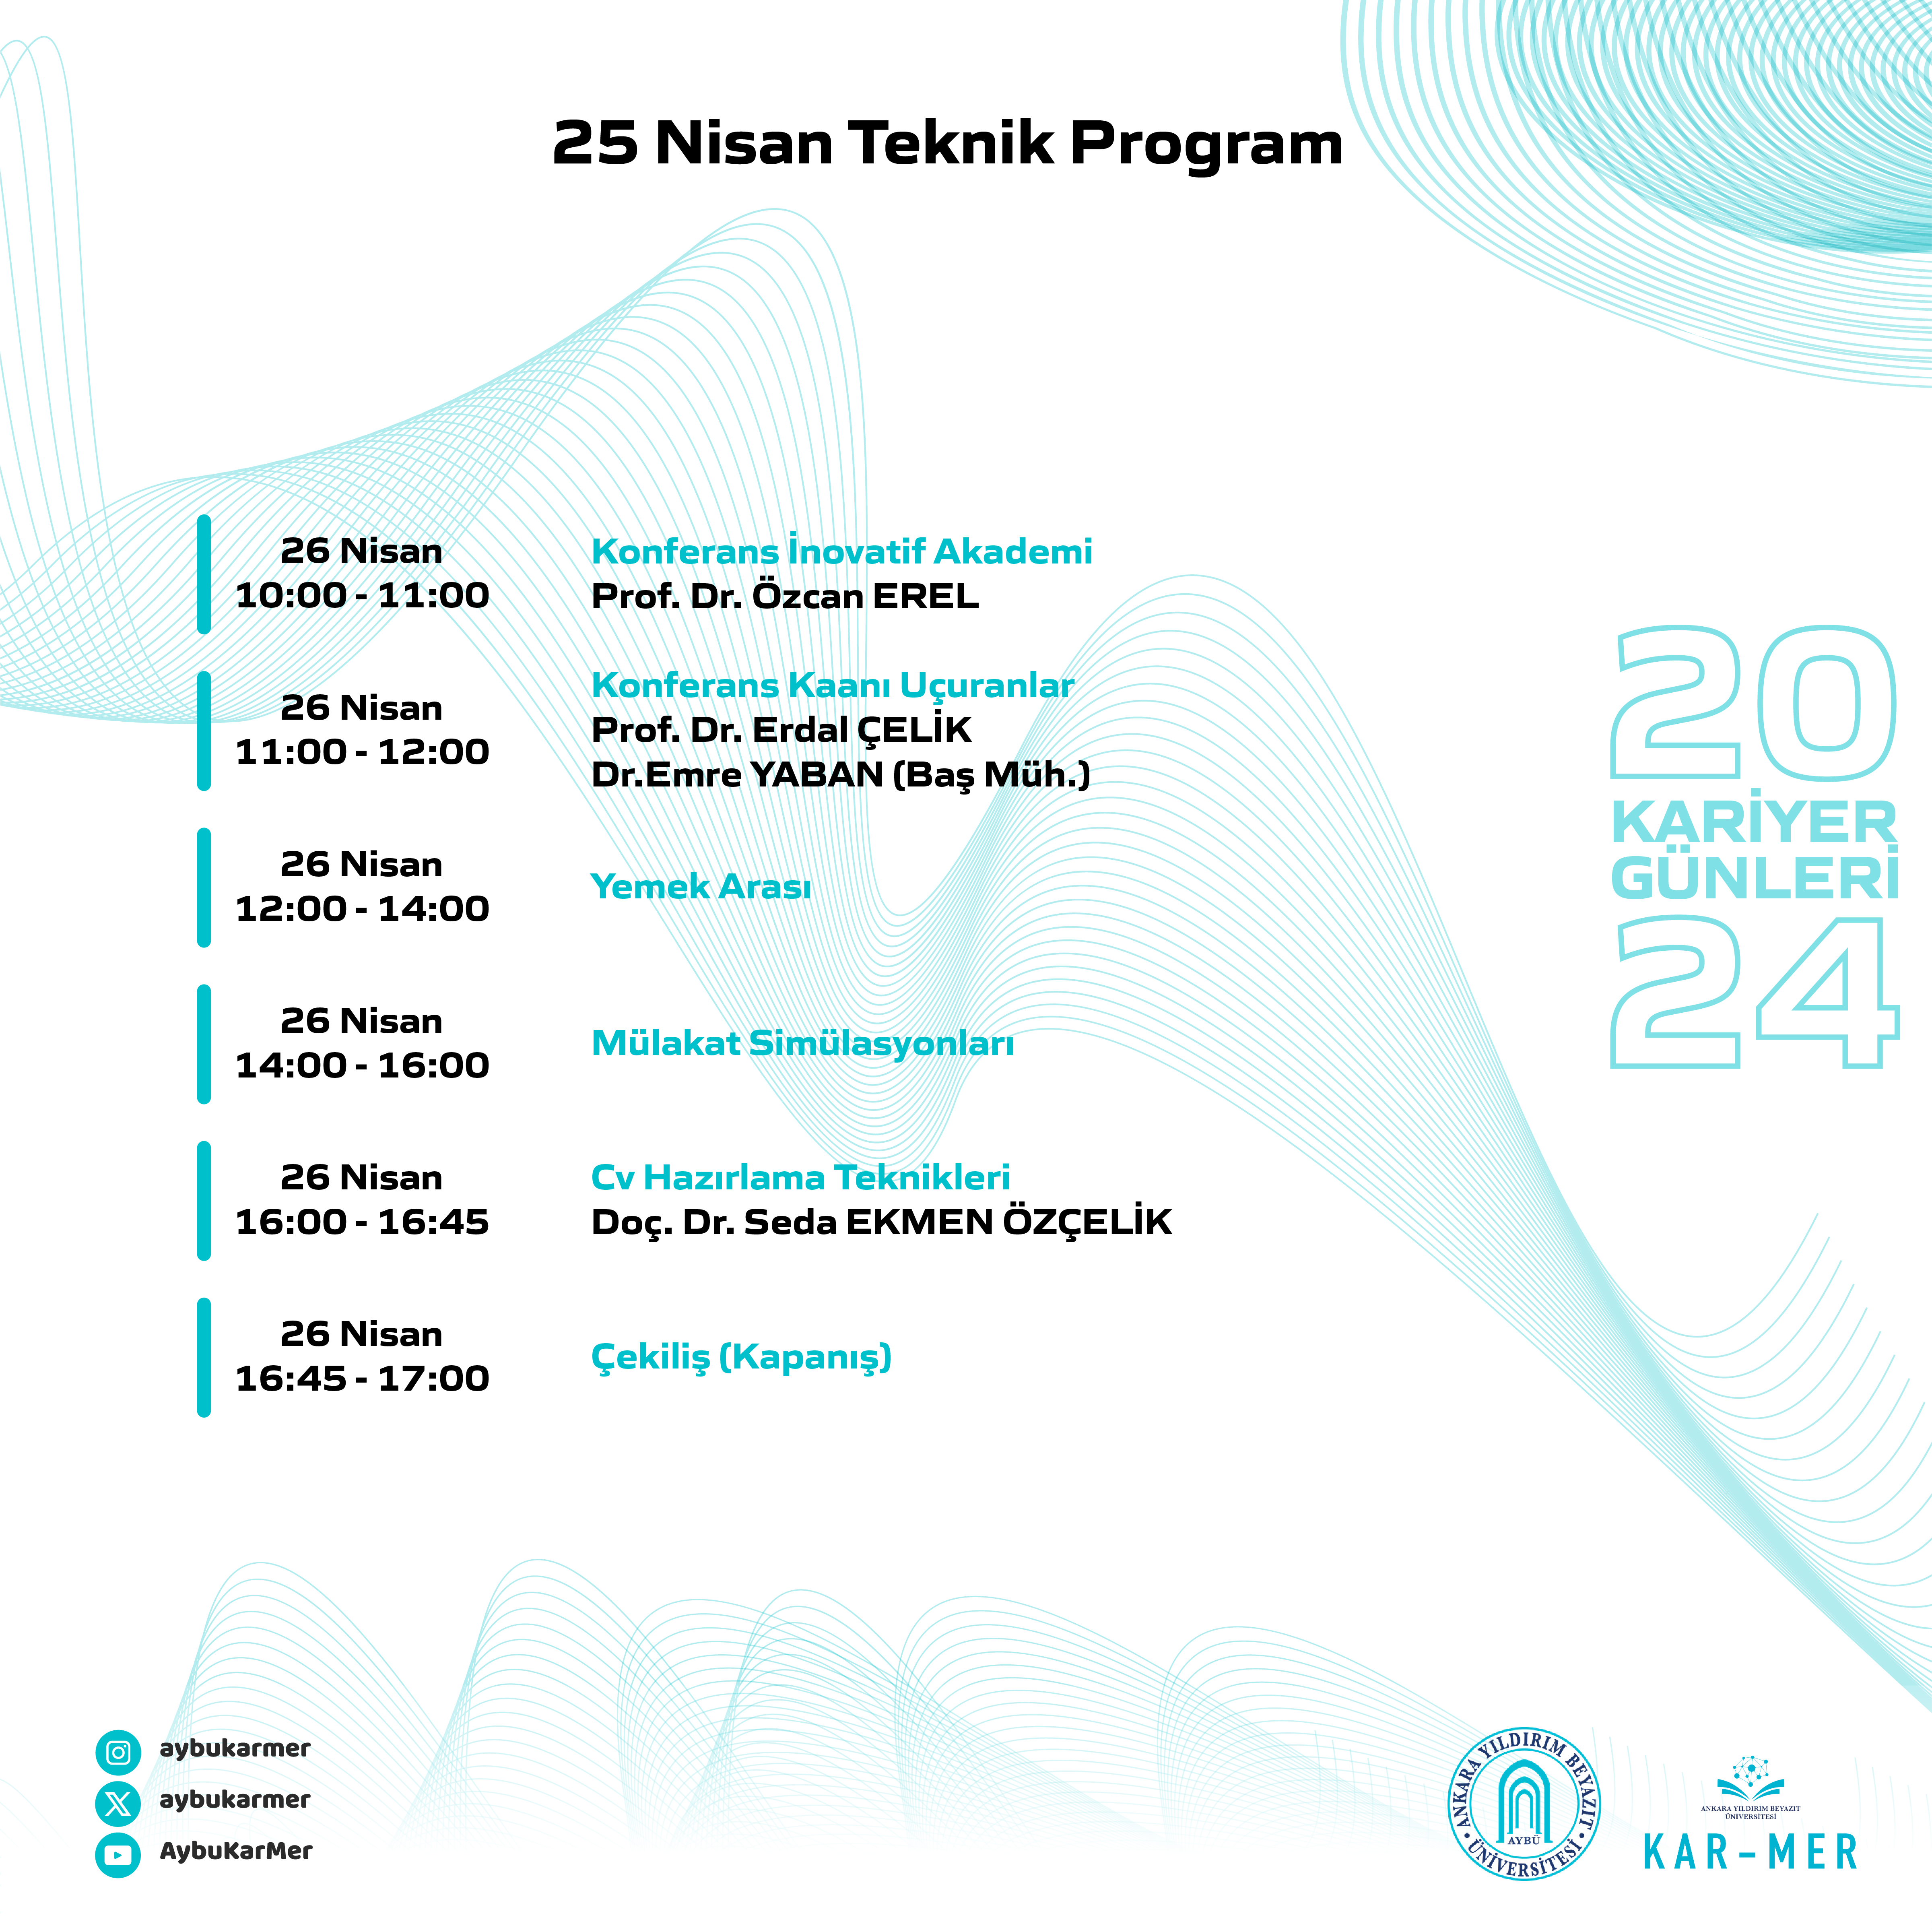 25 Nisan Teknik Program
26 Nisan
10:00 - 11:00
Konferans İnovatif Akademi
Prof. Dr. Özcan EREL
26 Nisan
11:00 - 12:00
Konferans Kaanı Uçuranlar
Prof. Dr. Erdal ÇELİK
Dr.Emre YABAN (Baş Müh.)
26 Nisan
12:00 - 14:00
Yemek Arası
26 Nisan
14:00 - 16:00
Mülakat Simülasyonları
26 Nisan
16:00 - 16:45
Cv Hazırlama Teknikleri
Doç. Dr. Seda EKMEN ÖZÇELİK
26 Nisan
16:45 - 17:00
Çekiliş (Kapanış)
20
KARİYER
GÜNLERİ
24
aybukarmer
aybukarmer
AybuKarMer
ANKARA YILDIRIM BEYAZIT
ÜNİVERSİTESİ
AYBÜ
ANKARA YILDIRIM BEYAZIT
ÜNİVERSİTESİ
KAR-MER